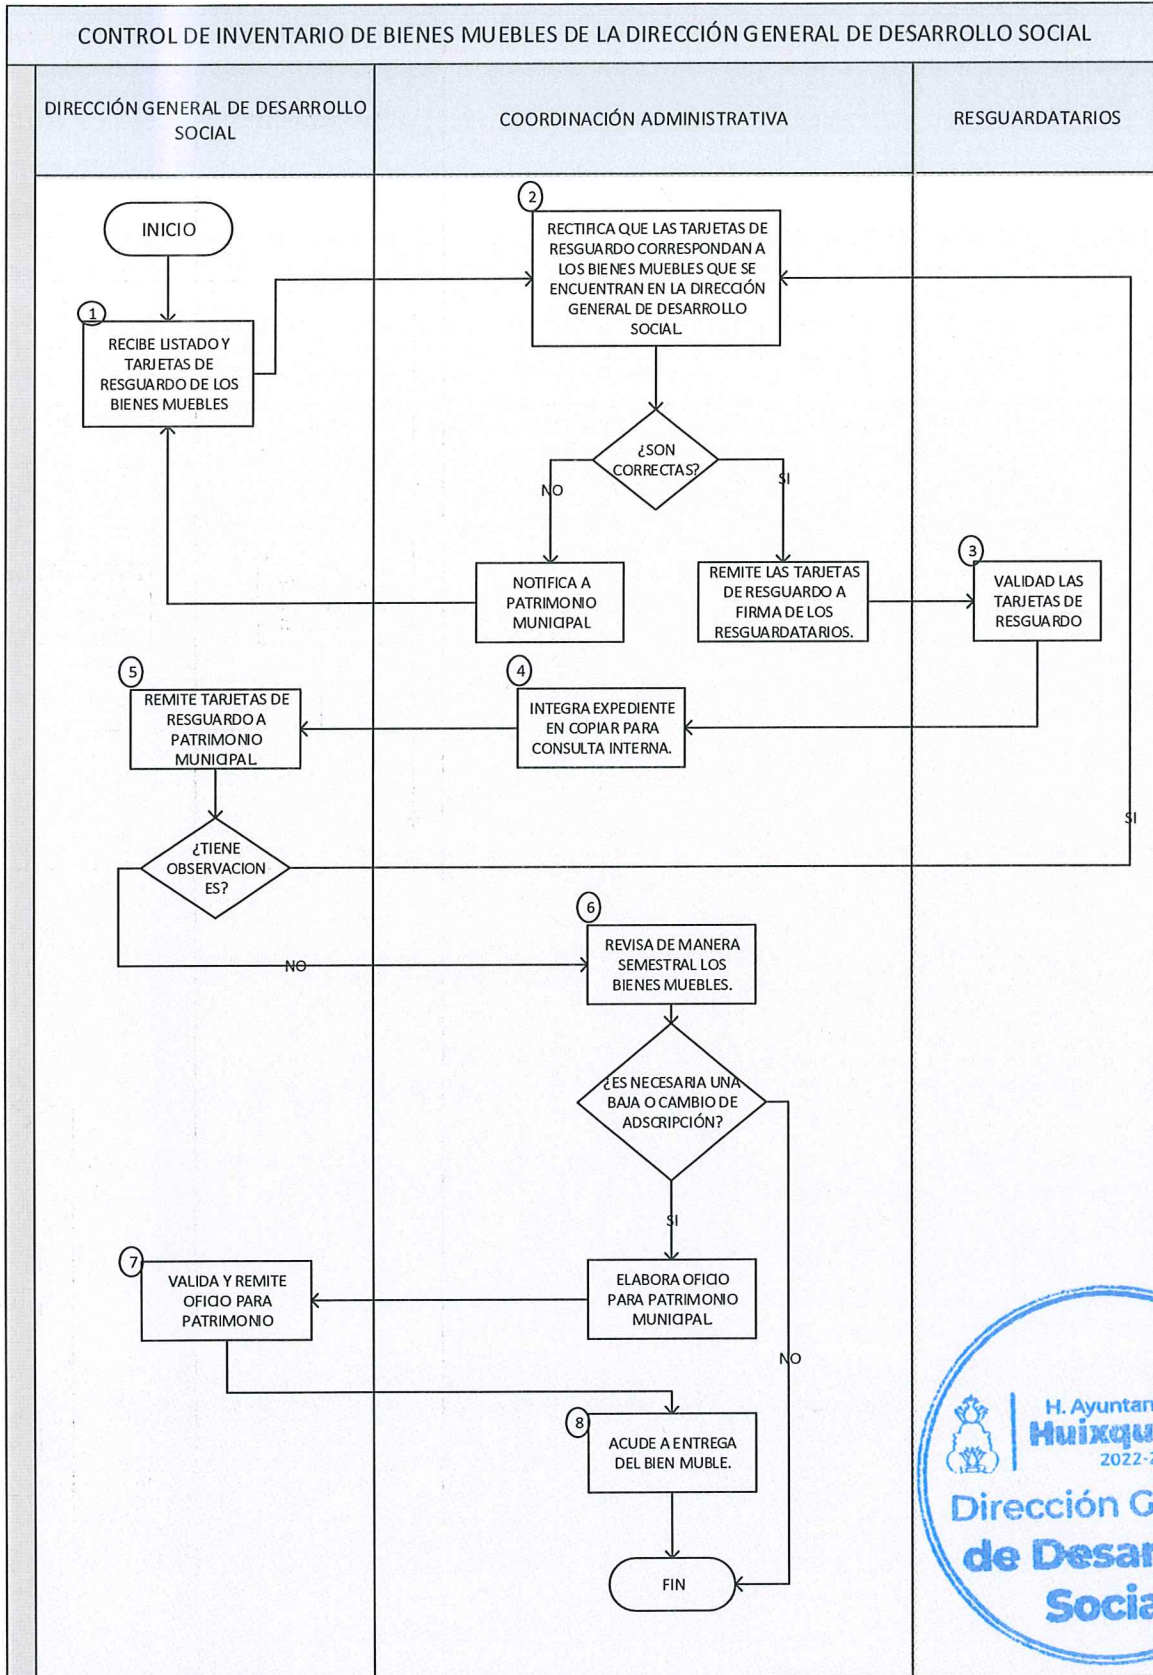 CONTROL DE INVENTARIO DE BIENES MUEBLES DE LA DIRECCIÓN GENERAL DE DESARROLLO SOCIAL
DIRECCIÓN GENERAL DE DESARROLLO
SOCIAL
COORDINACIÓN ADMINISTRATIVA
RESGUARDATARIOS
INICIO
1
RECIBE LISTADO Y
TARJETAS DE
RESGUARDO DE LOS
BIENES MUEBLES
2
RECTIFICA QUE LAS TARJETAS DE
RESGUARDO CORRESPONDAN A
LOS BIENES MUEBLES QUE SE
ENCUENTRAN EN LA DIRECCIÓN
GENERAL DE DESARROLLO
SOCIAL.
¿SON
CORRECTAS?
NO
SI
NOTIFICA A
PATRIMONIO
MUNICIPAL
REMITE LAS TARJETAS
DE RESGUARDO A
FIRMA DE LOS
RESGUARDATARIOS.
3
VALIDAD LAS
TARJETAS DE
RESGUARDO
4
INTEGRA EXPEDIENTE
EN COPIAR PARA
CONSULTA INTERNA.
5
REMITE TARJETAS DE
RESGUARDO A
PATRIMONIO
MUNICIPAL.
¿TIENE
OBSERVACION
ES?
SI
NO
6
REVISA DE MANERA
SEMESTRAL LOS
BIENES MUEBLES.
¿ES NECESARIA UNA
BAJA O CAMBIO DE
ADSCRIPCIÓN?
SI
NO
ELABORA OFICIO
PARA PATRIMONIO
MUNICIPAL.
7
VALIDA Y REMITE
OFICIO PARA
PATRIMONIO
8
ACUDE A ENTREGA
DEL BIEN MUBLE.
FIN
H. Ayuntam
Huixqu
2022-2
Dirección G
de Desar
Socia